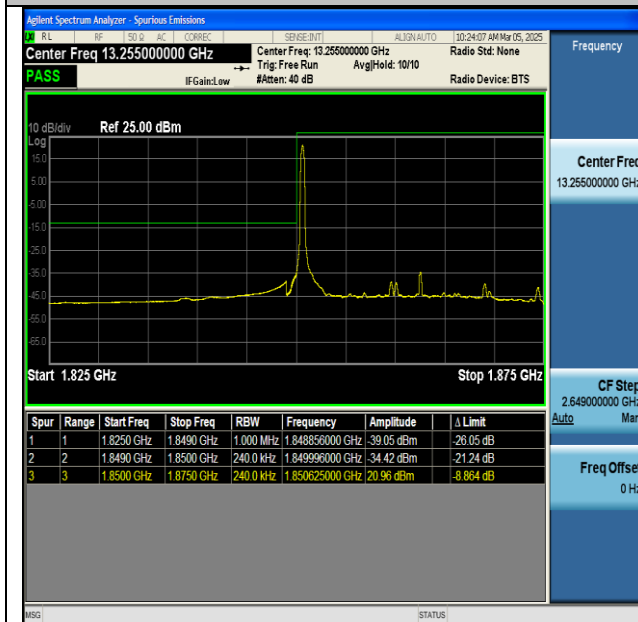 Agilent Spectrum Analyzer - Spurious Emissions
RL RF 50 Ω AC CORREC SENSE:INT ALIGN AUTO 10:24:07 AM Mar 05, 2025
Center Freq 13.255000000 GHz
Center Freq: 13.255000000 GHz
Radio Std: None
Trig: Free Run Avg|Hold: 10/10
PASS
IFGain:Low
#Atten: 40 dB
Radio Device: BTS
10 dB/div Ref 25.00 dBm
Log
15.0
5.00
-5.00
-15.0
-25.0
-35.0
-45.0
-55.0
-65.0
Start 1.825 GHz Stop 1.875 GHz
Spur Range Start Freq Stop Freq RBW Frequency Amplitude Δ Limit
1 1 1.8250 GHz 1.8490 GHz 1.000 MHz 1.848856000 GHz -39.05 dBm -26.05 dB
2 2 1.8490 GHz 1.8500 GHz 240.0 kHz 1.849996000 GHz -34.42 dBm -21.24 dB
3 3 1.8500 GHz 1.8750 GHz 240.0 kHz 1.850625000 GHz 20.96 dBm -8.864 dB
Frequency
Center Freq
13.255000000 GHz
CF Step
2.649000000 GHz
Auto Man
Freq Offset
0 Hz
MSG STATUS